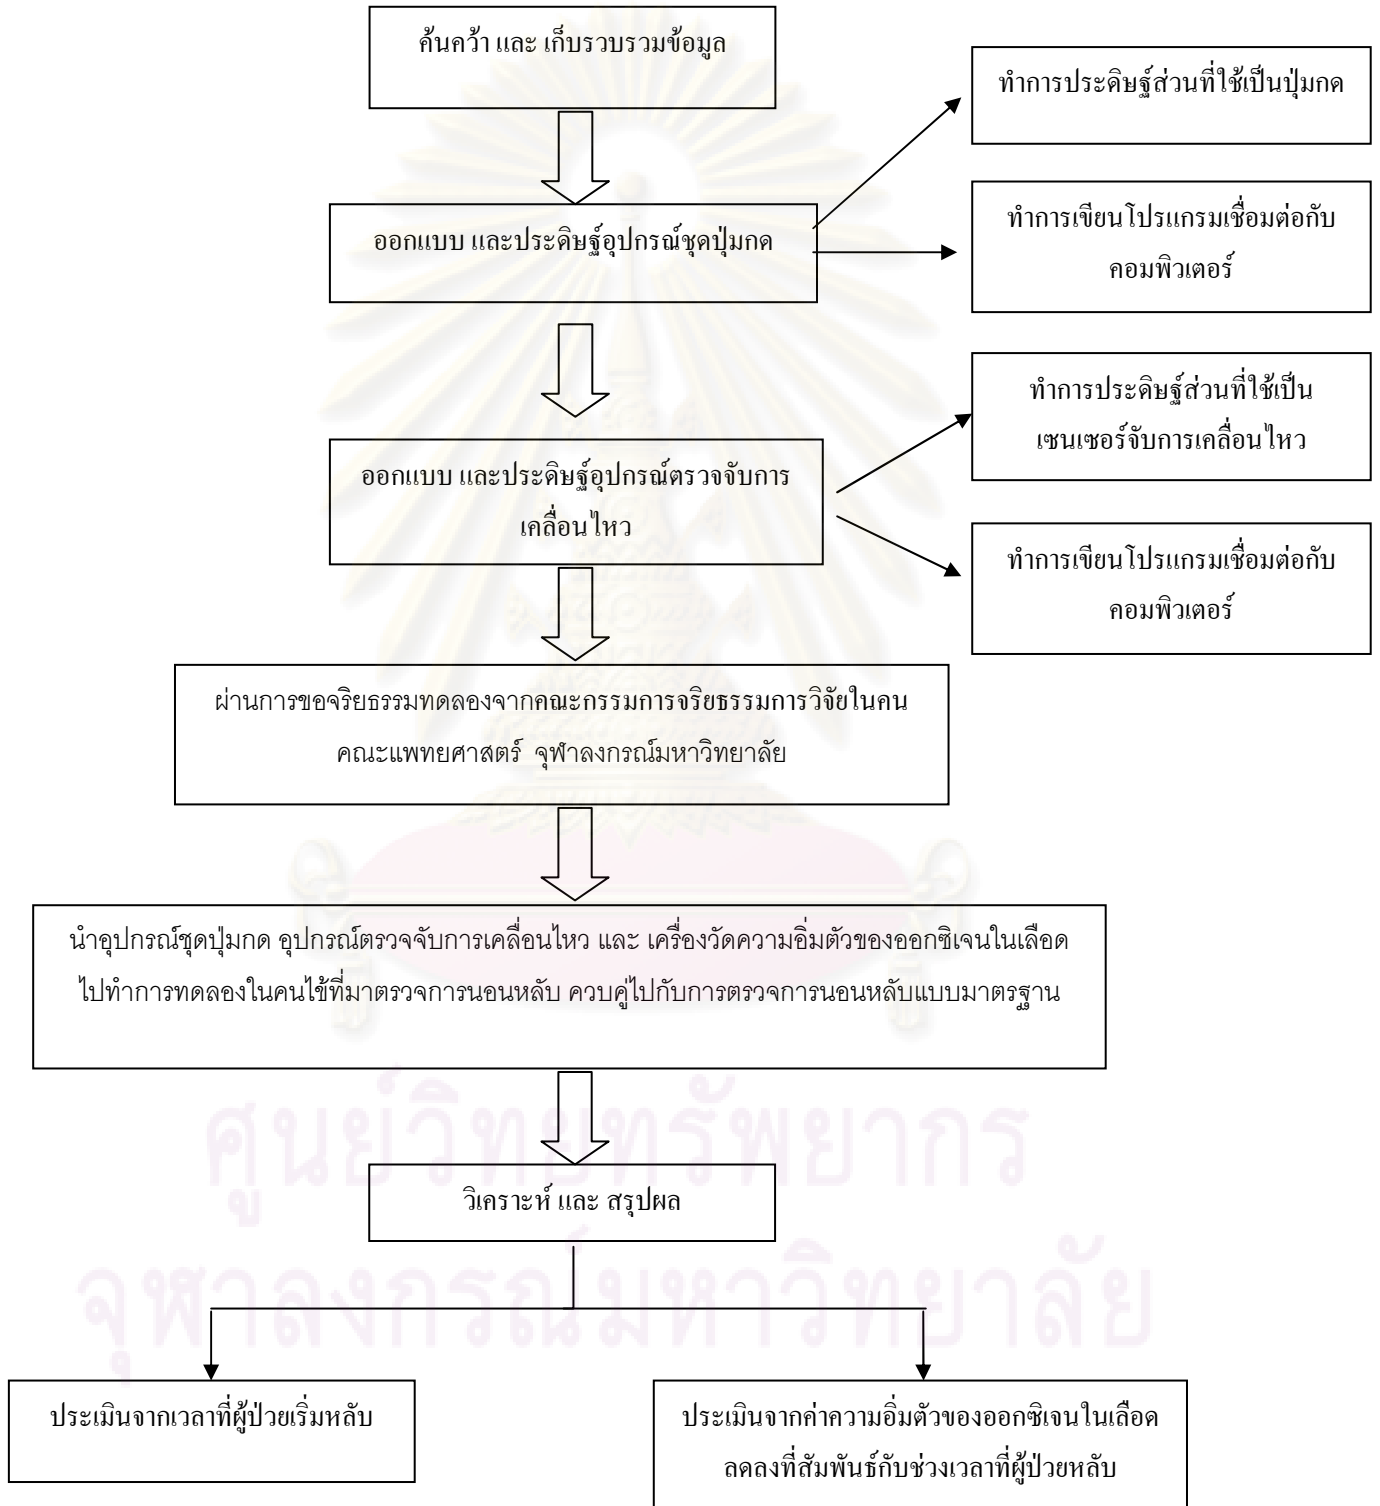 ค้นคว้า และ เก็บรวบรวมข้อมูล
ทำการประดิษฐ์ส่วนที่ใช้เป็นปุ่มกด
ออกแบบ และประดิษฐ์อุปกรณ์ชุดปุ่มกด
ทำการเขียนโปรแกรมเชื่อมต่อกับ
คอมพิวเตอร์
ทำการประดิษฐ์ส่วนที่ใช้เป็น
เซนเซอร์จับการเคลื่อนไหว
ออกแบบ และประดิษฐ์อุปกรณ์ตรวจจับการ
เคลื่อนไหว
ทำการเขียนโปรแกรมเชื่อมต่อกับ
คอมพิวเตอร์
ผ่านการขอจริยธรรมทดลองจากคณะกรรมการจริยธรรมการวิจัยในคน
คณะแพทยศาสตร์ จุฬาลงกรณ์มหาวิทยาลัย
นำอุปกรณ์ชุดปุ่มกด อุปกรณ์ตรวจจับการเคลื่อนไหว และ เครื่องวัดความอิ่มตัวของออกซิเจนในเลือด
ไปทำการทดลองในคนไข้ที่มาตรวจการนอนหลับ ควบคู่ไปกับการตรวจการนอนหลับแบบมาตรฐาน
ศูนย์วิทยทรัพยากร
วิเคราะห์ และ สรุปผล
จุฬาลงกรณ์มหาวิทยาลัย
ประเมินจากเวลาที่ผู้ป่วยเริ่มหลับ
ประเมินจากค่าความอิ่มตัวของออกซิเจนในเลือด
ลดลงที่สัมพันธ์กับช่วงเวลาที่ผู้ป่วยหลับ